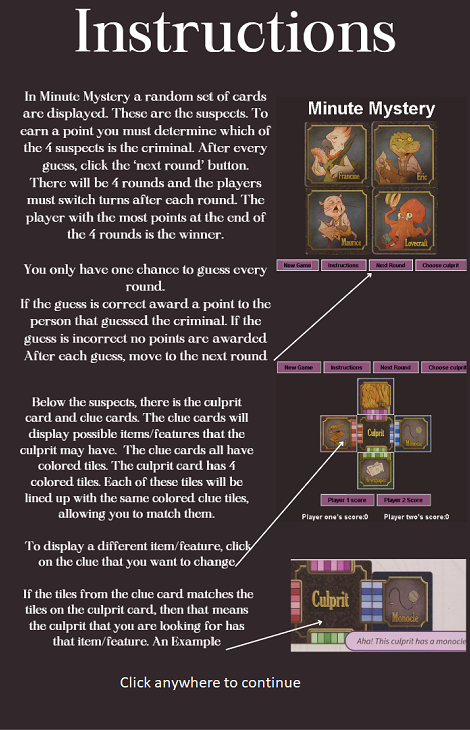 Instructions
In Minute Mystery a random set of cards
are displayed. These are the suspects. To
earn a point you must determine which of
the 4 suspects is the criminal. After every
guess, click the 'next round' button.
There will be 4 rounds and the players
must switch turns after each round. The
player with the most points at the end of
the 4 rounds is the winner.
You only have one chance to guess every
round.
If the guess is correct award a point to the
person that guessed the criminal. If the
guess is incorrect no points are awarded
After each guess, move to the next round
Minute Mystery
Francine
Eric
Maurice
Lovecraft
New Game
Instructions
Next Round
Choose culprit
Below the suspects, there is the culprit
card and clue cards. The clue cards will
display possible items/features that the
culprit may have. The clue cards all have
colored tiles. The culprit card has 4
colored tiles. Each of these tiles will be
lined up with the same colored clue tiles,
allowing you to match them.
To display a different item/feature, click
on the clue that you want to change
New Game
Instructions
Next Round
Choose culprit
Culprit
Monocle
Newspaper
Player 1 score
Player 2 Score
Player one's score:0
Player two's score:0
If the tiles from the clue card matches the
tiles on the culprit card, then that means
the culprit that you are looking for has
that item/feature. An Example
Culprit
Monocle
Aha! This culprit has a monocle
Click anywhere to continue